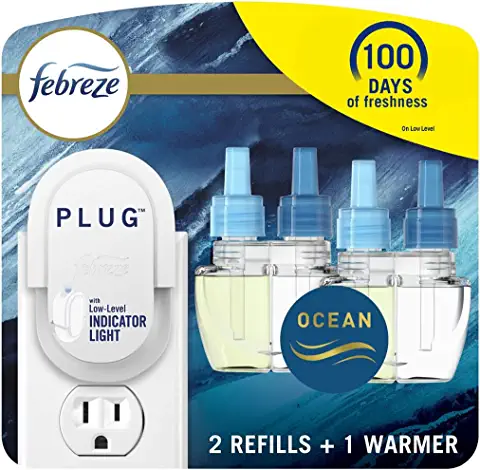 febreze
100
DAYS
of freshness
On Low Level
PLUG™
febreze
with
Low-Level
INDICATOR
LIGHT
OCEAN
2 REFILLS + 1 WARMER